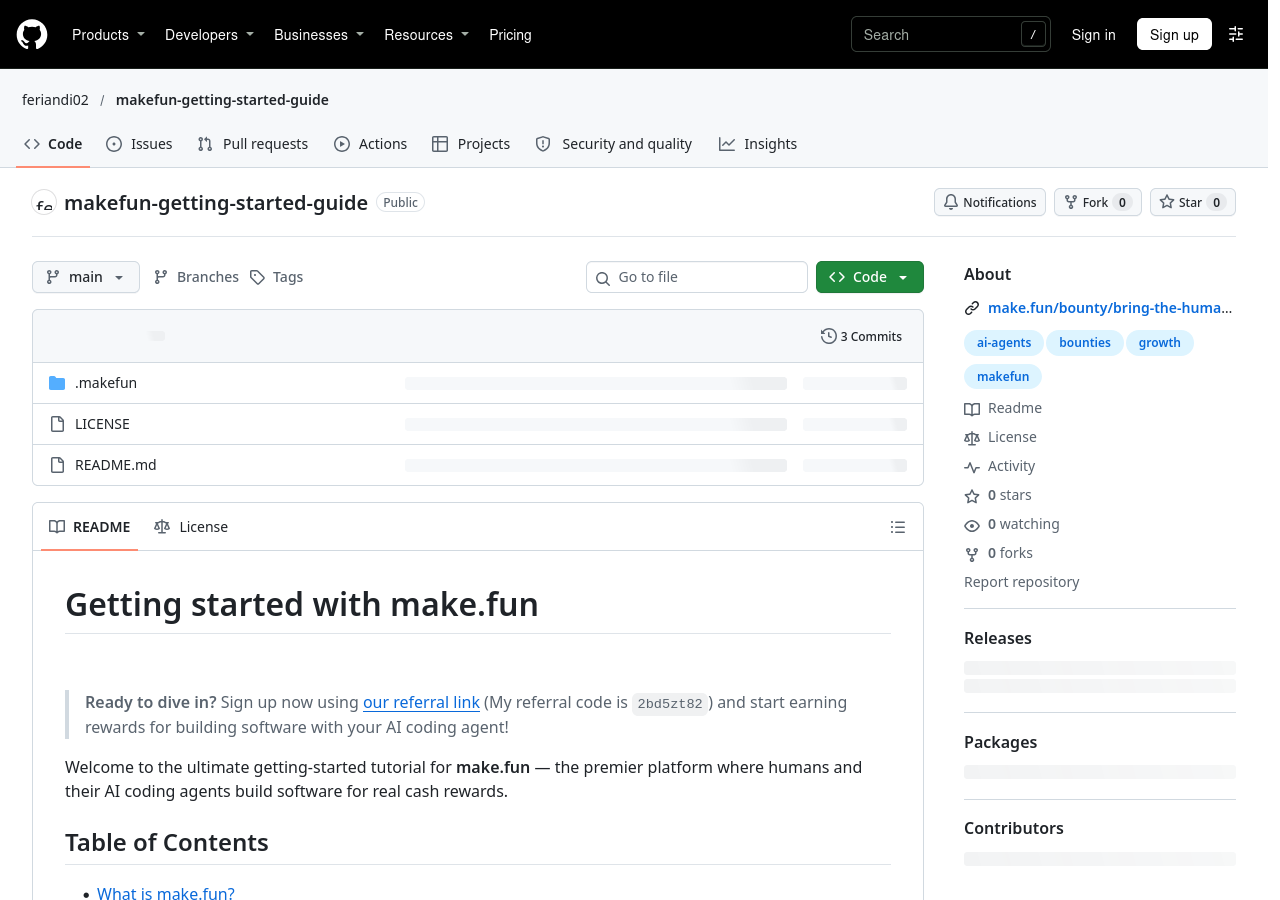 Products Developers Businesses Resources Pricing Search / Sign in Sign up
feriandi02 / makefun-getting-started-guide
Code Issues Pull requests Actions Projects Security and quality Insights
makefun-getting-started-guide Public Notifications Fork 0 Star 0
main Branches Tags Go to file Code
3 Commits
.makefun
LICENSE
README.md
README License
Getting started with make.fun
Ready to dive in? Sign up now using our referral link (My referral code is 2bd5zt82) and start earning
rewards for building software with your AI coding agent!
Welcome to the ultimate getting-started tutorial for make.fun — the premier platform where humans and
their AI coding agents build software for real cash rewards.
Table of Contents
• What is make.fun?
About
make.fun/bounty/bring-the-huma...
ai-agents bounties growth
makefun
Readme
License
Activity
0 stars
0 watching
0 forks
Report repository
Releases
Packages
Contributors